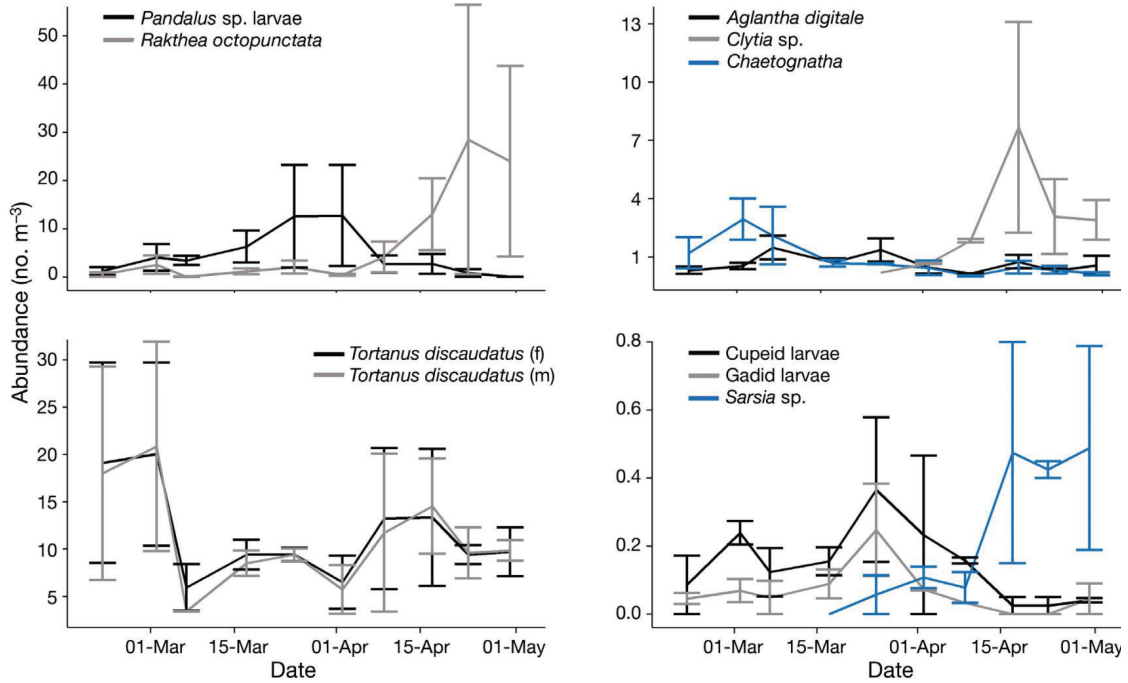 Abundance (no. m⁻³)
Pandalus sp. larvae
Rakthea octopunctata
50
40
30
20
10
0
Aglantha digitale
Clytia sp.
Chaetognatha
13
7
3
1
Tortanus discaudatus (f)
Tortanus discaudatus (m)
30
25
20
15
10
5
01-Mar 15-Mar 01-Apr 15-Apr 01-May
Date
Cupeid larvae
Gadid larvae
Sarsia sp.
0.8
0.6
0.4
0.2
0.0
01-Mar 15-Mar 01-Apr 15-Apr 01-May
Date